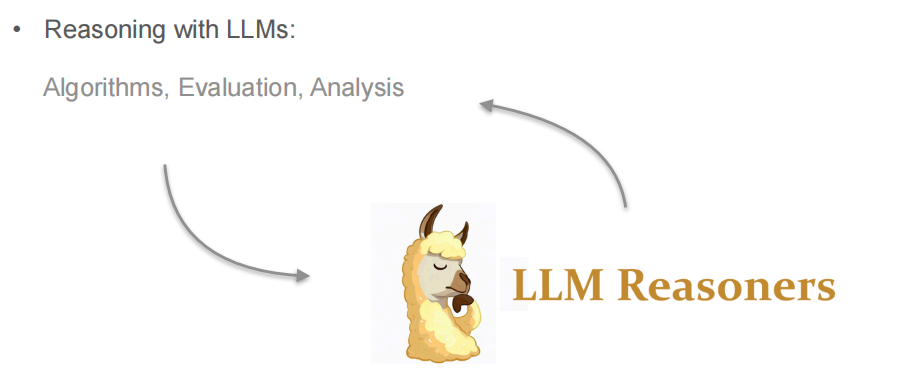 • Reasoning with LLMs:
Algorithms, Evaluation, Analysis
LLM Reasoners